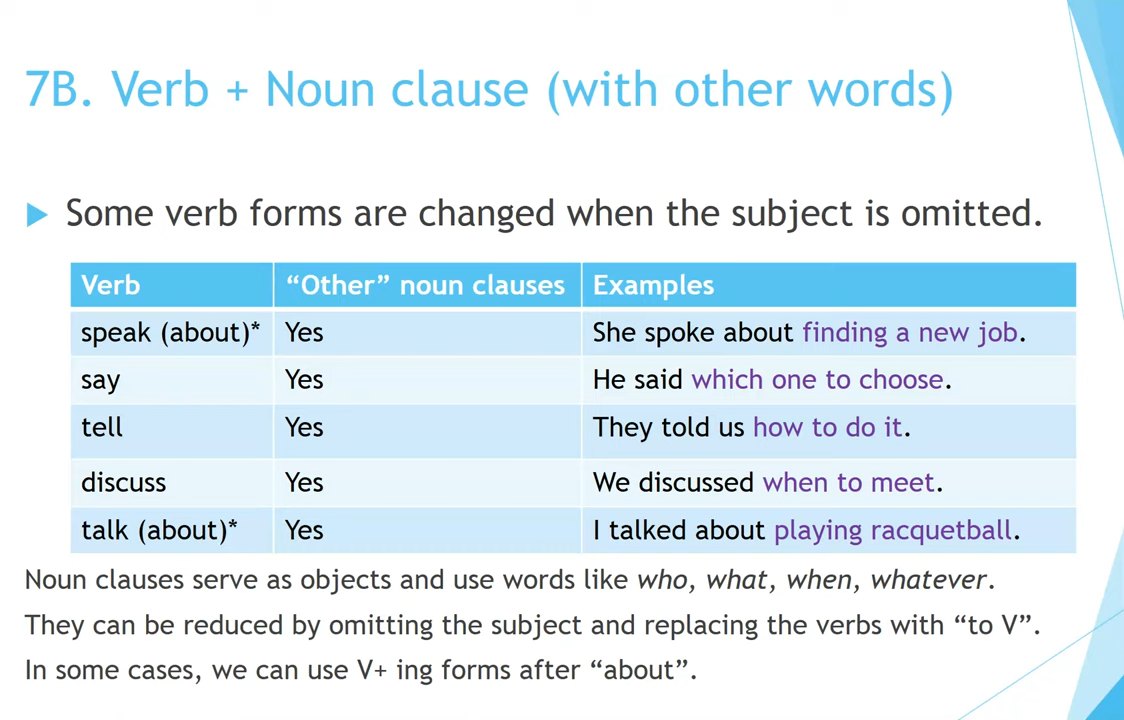 7B. Verb + Noun clause (with other words)
Some verb forms are changed when the subject is omitted.
Verb “Other” noun clauses Examples
speak (about)* Yes She spoke about finding a new job.
say Yes He said which one to choose.
tell Yes They told us how to do it.
discuss Yes We discussed when to meet.
talk (about)* Yes I talked about playing racquetball.
Noun clauses serve as objects and use words like who, what, when, whatever.
They can be reduced by omitting the subject and replacing the verbs with “to V”.
In some cases, we can use V+ ing forms after “about”.